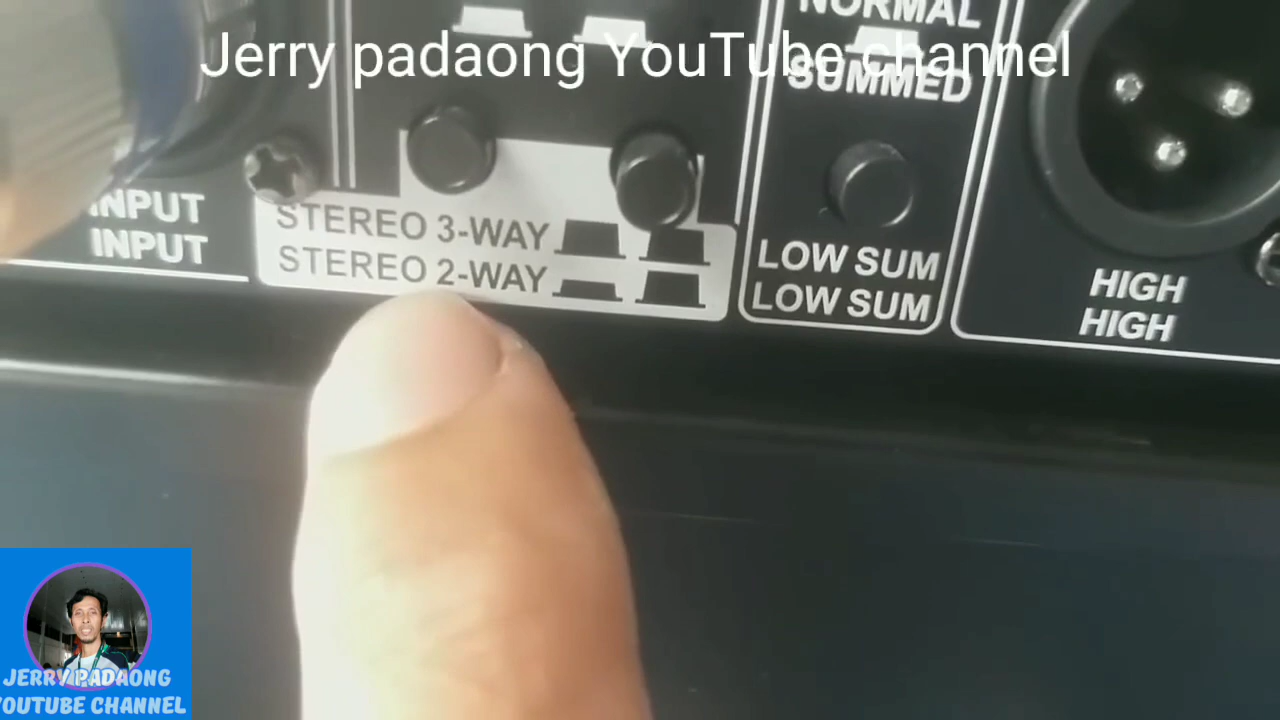 NORMAL
Jerry padaong YouTube channel
SUMMED
INPUT
INPUT
STEREO 3-WAY
STEREO 2-WAY
LOW SUM
LOW SUM
HIGH
HIGH
JERRY PADAONG
YOUTUBE CHANNEL